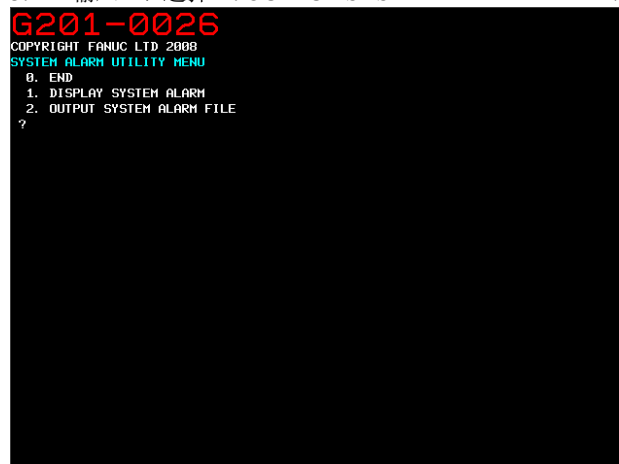 G201-0026
COPYRIGHT FANUC LTD 2008
SYSTEM ALARM UTILITY MENU
0. END
1. DISPLAY SYSTEM ALARM
2. OUTPUT SYSTEM ALARM FILE
?